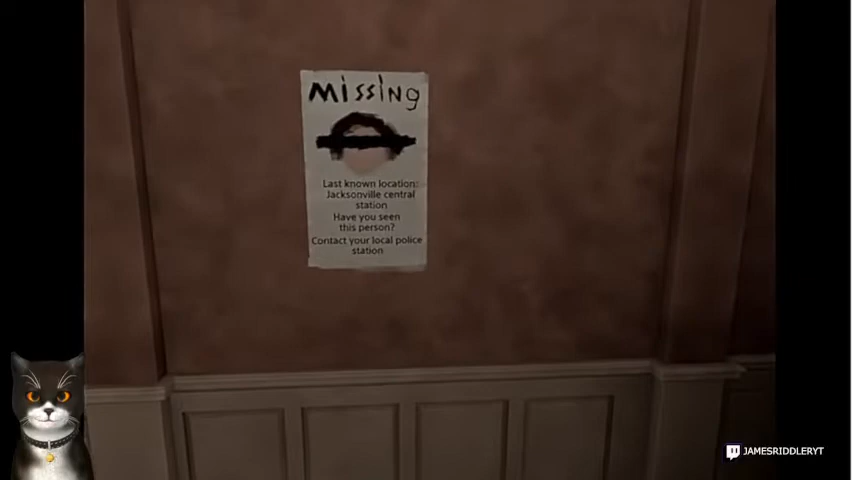 Missing
Last known location:
Jacksonville central
station
Have you seen
this person?
Contact your local police
station
JAMESRIDDLERYT